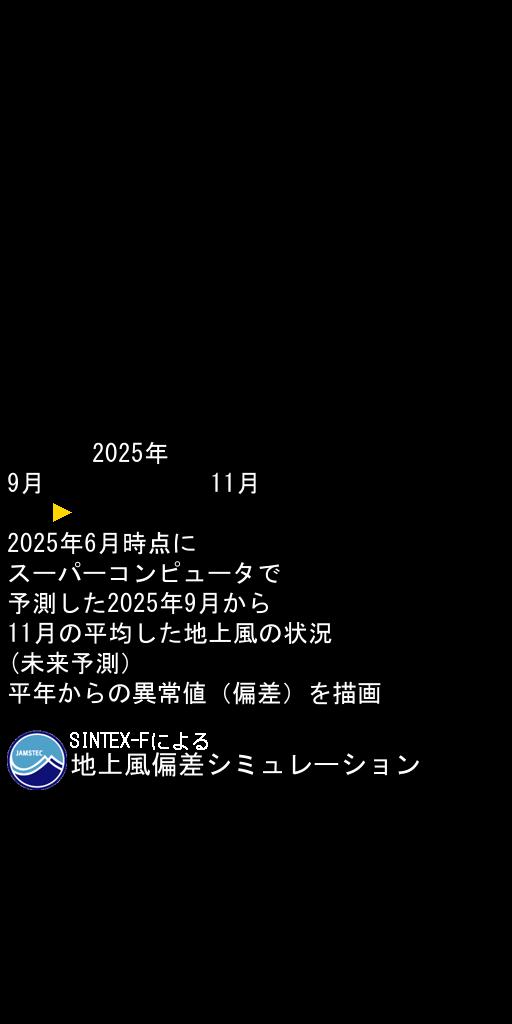 2025年
9月 11月
2025年6月時点に
スーパーコンピュータで
予測した2025年9月から
11月の平均した地上風の状況
(未来予測)
平年からの異常値（偏差）を描画
JAMSTEC
SINTEX-Fによる
地上風偏差シミュレーション